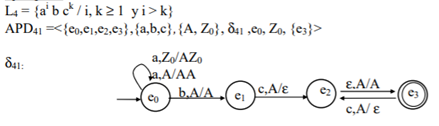 L₄ = {aⁱ b cᵏ / i, k ≥ 1 y i > k}
APD₄₁ =<{e₀,e₁,e₂,e₃},{a,b,c}, {A, Z₀}, δ₄₁ ,e₀, Z₀, {e₃}>
δ₄₁:
a,Z₀/AZ₀
a,A/AA
e₀ b,A/A e₁ c,A/ε e₂ ε,A/A e₃
c,A/ ε